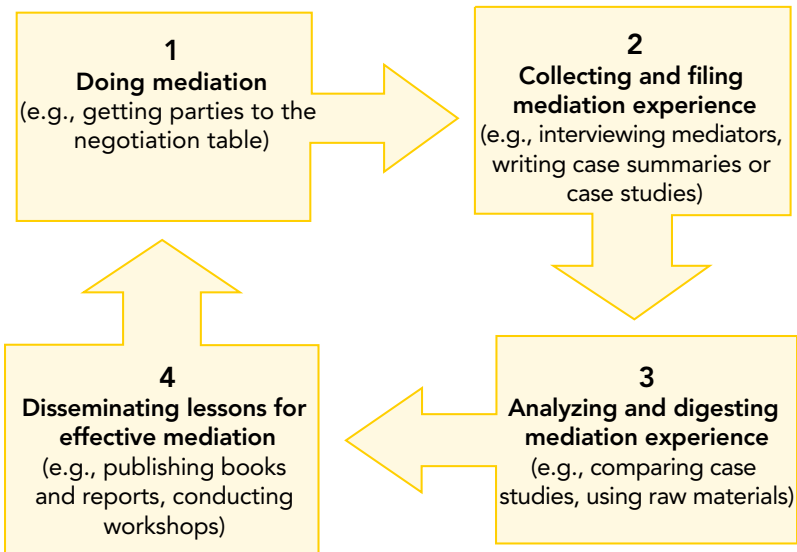 1
Doing mediation
(e.g., getting parties to the
negotiation table)
2
Collecting and filing
mediation experience
(e.g., interviewing mediators,
writing case summaries or
case studies)
3
Analyzing and digesting
mediation experience
(e.g., comparing case
studies, using raw materials)
4
Disseminating lessons for
effective mediation
(e.g., publishing books
and reports, conducting
workshops)